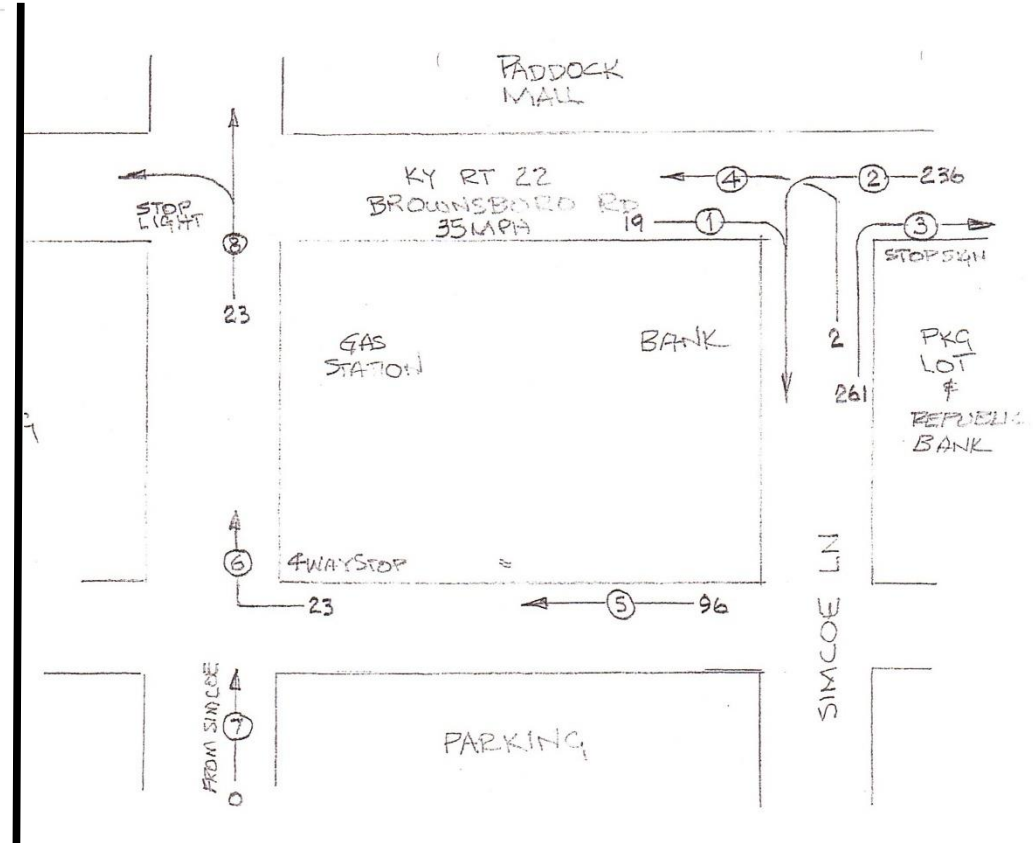 PADDOCK
MALL
KY RT 22
BROWNSBORO RD
35MPH
19
1
4
2
236
3
STOP SIGN
STOP
LIGHT
8
23
GAS
STATION
BANK
2
261
PKG
LOT
&
REPUBLIC
BANK
6
4WAYSTOP
=
23
5
96
SIMCOE LN
FROM SIMCOE
7
0
PARKING